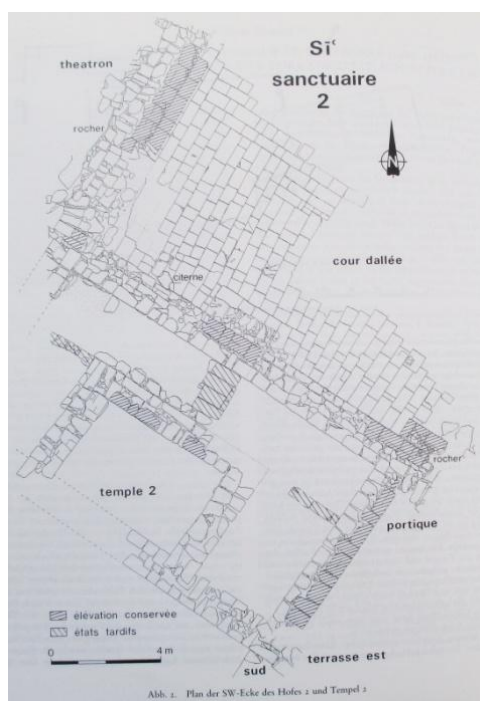 Sīʿ
sanctuaire
2
theatron
rocher
N
cour dallée
citerne
rocher
temple 2
portique
élévation conservée
états tardifs
0 4 m
sud
terrasse est
Abb. 2. Plan der SW-Ecke des Hofes 2 und Tempel 2